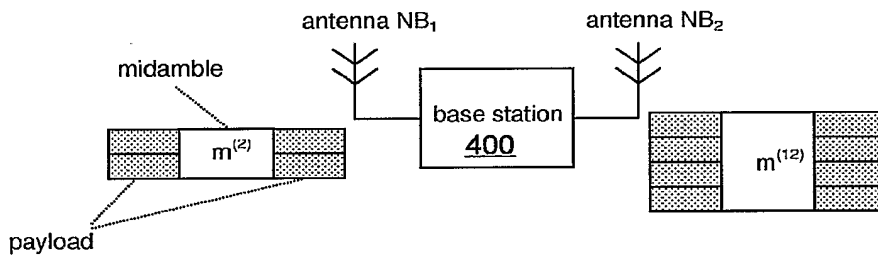 antenna NB₁
antenna NB₂
midamble
base station
400
m⁽²⁾
m⁽¹²⁾
payload